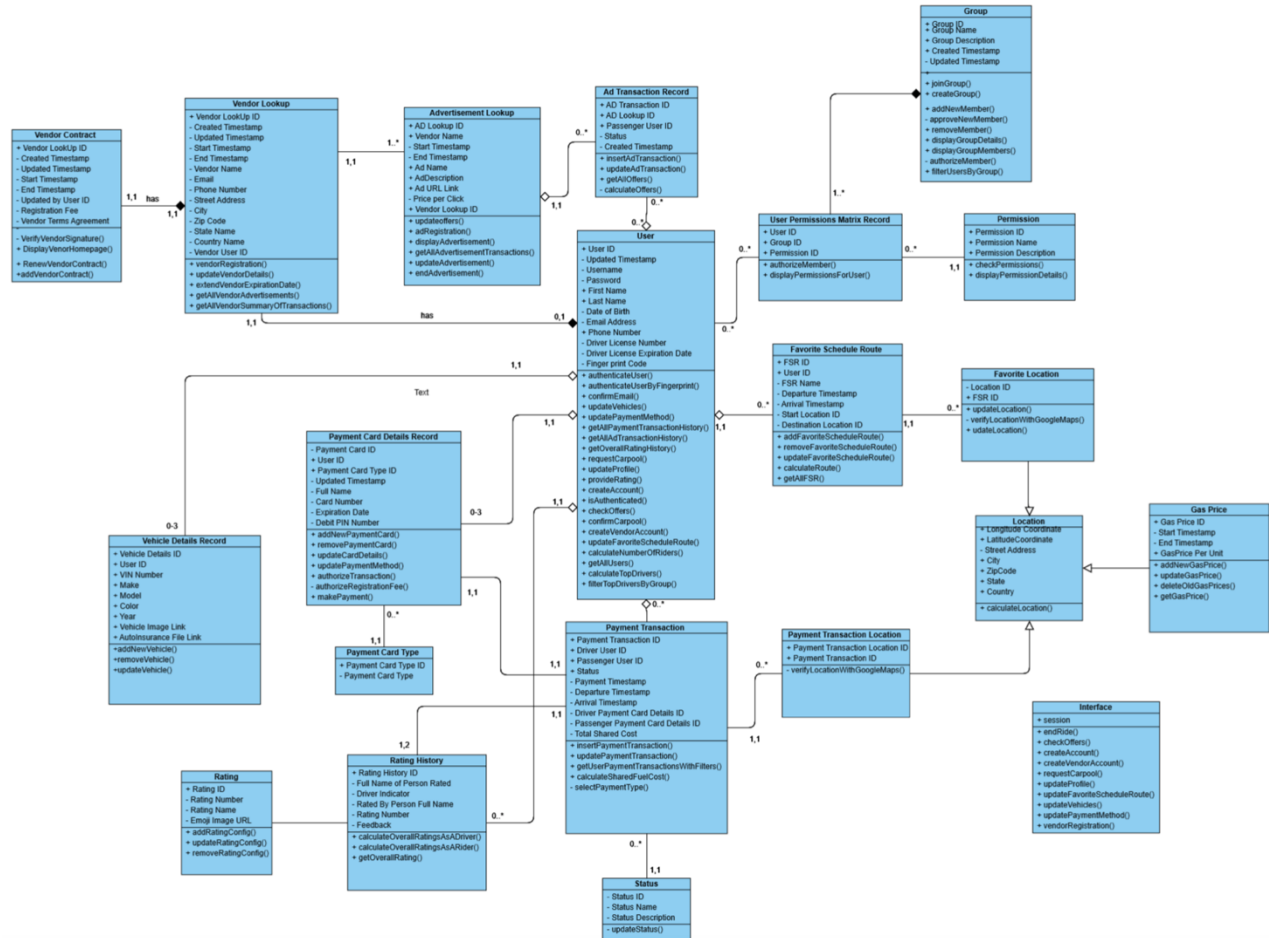 Group
+ Group ID
+ Group Name
+ Group Description
+ Created Timestamp
- Updated Timestamp
+ joinGroup()
+ createGroup()
+ addNewMember()
- approveNewMember()
+ removeMember()
+ displayGroupDetails()
+ displayGroupMembers()
- authorizeMember()
+ filterUsersByGroup()
Vendor Contract
+ Vendor LookUp ID
- Created Timestamp
- Updated Timestamp
- Start Timestamp
- End Timestamp
- Updated by User ID
- Registration Fee
- Vendor Terms Agreement
- VerifyVendorSignature()
+ DisplayVenorHomepage()
+ RenewVendorContract()
+addVendorContract()
1,1
has
1,1
Vendor Lookup
+ Vendor LookUp ID
- Created Timestamp
- Updated Timestamp
- Start Timestamp
- End Timestamp
- Vendor Name
- Email
- Phone Number
- Street Address
- City
- Zip Code
- State Name
- Country Name
- Vendor User ID
+ vendorRegistration()
+ updateVendorDetails()
+ extendVendorExpirationDate()
+ getAllVendorAdvertisements()
+ getAllVendorSummaryOfTransactions()
1,1
1..*
Advertisement Lookup
+ AD Lookup ID
+ Vendor Name
- Start Timestamp
- End Timestamp
+ Ad Name
+ AdDescription
+ Ad URL Link
- Price per Click
+ Vendor Lookup ID
+ updateoffers()
+ adRegistration()
+ displayAdvertisement()
+ getAllAdvertisementTransactions()
+ updateAdvertisement()
+ endAdvertisement()
0..*
1,1
Ad Transaction Record
+ AD Transaction ID
+ AD Lookup ID
+ Passenger User ID
- Status
- Created Timestamp
+ insertAdTransaction()
+ updateAdTransaction()
+ getAllOffers()
- calculateOffers()
0..*
0..*
1..*
User Permissions Matrix Record
+ User ID
+ Group ID
+ Permission ID
+ authorizeMember()
+ displayPermissionsForUser()
0..*
0..*
0..*
1,1
Permission
+ Permission ID
+ Permission Name
+ Permission Description
+ checkPermissions()
+ displayPermissionDetails()
User
+ User ID
- Updated Timestamp
- Username
- Password
+ First Name
+ Last Name
- Date of Birth
- Email Address
+ Phone Number
- Driver License Number
- Driver License Expiration Date
- Finger print Code
+ authenticateUser()
+ authenticateUserByFingerprint()
+ confirmEmail()
+ updateVehicles()
+ updatePaymentMethod()
+ getAllPaymentTransactionHistory()
+ getAllAdTransactionHistory()
+ getOverallRatingHistory()
+ requestCarpool()
+ updateProfile()
+ provideRating()
+ createAccount()
+ isAuthenticated()
+ checkOffers()
+ confirmCarpool()
+ createVendorAccount()
+ updateFavoriteScheduleRoute()
+ calculateNumberOfRiders()
+ getAllUsers()
+ calculateTopDrivers()
+ filterTopDriversByGroup()
1,1
has
0,1
1,1
Text
1,1
1,1
0-3
0-3
1,1
0..*
Favorite Schedule Route
+ FSR ID
+ User ID
- FSR Name
- Departure Timestamp
- Arrival Timestamp
- Start Location ID
- Destination Location ID
+ addFavoriteScheduleRoute()
+ removeFavoriteScheduleRoute()
+ updateFavoriteScheduleRoute()
+ calculateRoute()
+ getAllFSR()
1,1
0..*
Favorite Location
- Location ID
+ FSR ID
+ updateLocation()
- verifyLocationWithGoogleMaps()
+ udateLocation()
Payment Card Details Record
- Payment Card ID
+ User ID
+ Payment Card Type ID
- Updated Timestamp
- Full Name
- Card Number
- Expiration Date
- Debit PIN Number
+ addNewPaymentCard()
+ removePaymentCard()
+ updateCardDetails()
+ updatePaymentMethod()
+ authorizeTransaction()
- authorizeRegistrationFee()
+ makePayment()
1,1
0..*
1,1
Payment Card Type
+ Payment Card Type ID
- Payment Card Type
Vehicle Details Record
+ Vehicle Details ID
+ User ID
+ VIN Number
+ Make
+ Model
+ Color
+ Year
+ Vehicle Image Link
+ AutoInsurance File Link
+addNewVehicle()
+removeVehicle()
+updateVehicle()
Location
+ Longitude Coordinate
+ LatitudeCoordinate
- Street Address
+ City
+ ZipCode
+ State
+ Country
+ calculateLocation()
Gas Price
+ Gas Price ID
- Start Timestamp
- End Timestamp
+ GasPrice Per Unit
+ addNewGasPrice()
+ updateGasPrice()
+ deleteOldGasPrices()
+ getGasPrice()
0..*
Payment Transaction
+ Payment Transaction ID
+ Driver User ID
+ Passenger User ID
+ Status
- Payment Timestamp
- Departure Timestamp
- Arrival Timestamp
- Driver Payment Card Details ID
- Passenger Payment Card Details ID
- Total Shared Cost
+ insertPaymentTransaction()
+ updatePaymentTransaction()
+ getUserPaymentTransactionsWithFilters()
+ calculateSharedFuelCost()
- selectPaymentType()
1,1
1,1
0..*
1,1
Payment Transaction Location
+ Payment Transaction Location ID
+ Payment Transaction ID
- verifyLocationWithGoogleMaps()
Interface
+ session
+ endRide()
+ checkOffers()
+ createAccount()
+ createVendorAccount()
+ requestCarpool()
+ updateProfile()
+ updateFavoriteScheduleRoute()
+ updateVehicles()
+ updatePaymentMethod()
+ vendorRegistration()
1,2
Rating History
+ Rating History ID
- Full Name of Person Rated
- Driver Indicator
- Rated By Person Full Name
- Rating Number
- Feedback
+ calculateOverallRatingsAsADriver()
+ calculateOverallRatingsAsARider()
+ getOverallRating()
0..*
Rating
+ Rating ID
- Rating Number
- Rating Name
- Emoji Image URL
+ addRatingConfig()
+ updateRatingConfig()
+ removeRatingConfig()
0..*
1,1
Status
- Status ID
- Status Name
- Status Description
- updateStatus()